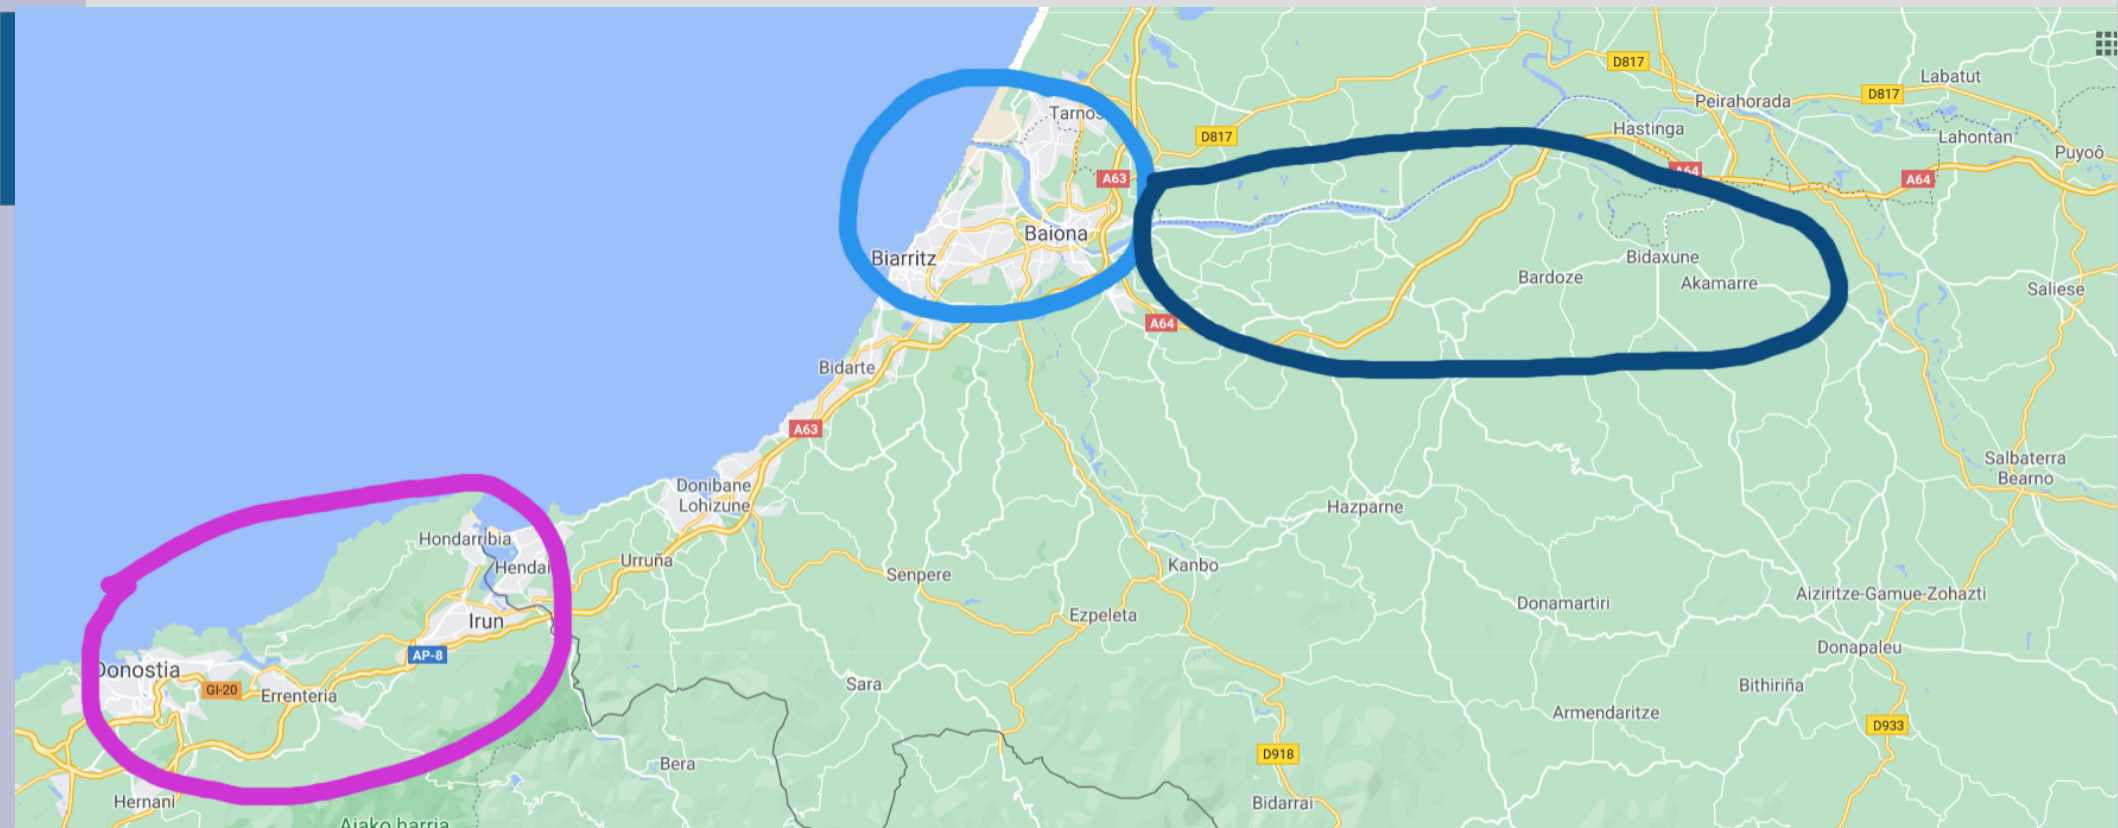 D817
Labatut
D817
Peirahorada
Tarnos
Hastinga
D817
Lahontan
Puyoô
A63
A64
A64
Baiona
Biarritz
Bidaxune
Bardoze
Akamarre
Saliese
A64
Bidarte
A63
Salbaterra
Bearno
Donibane
Lohizune
Hazparne
Hondarribia
Hendai
Urruña
Kanbo
Senpere
Aiziritze-Gamue-Zohazti
Donamartiri
Ezpeleta
Irun
Donapaleu
AP-8
Donostia
GI-20
Errenteria
Sara
Bithiriña
Armendaritze
D933
D918
Bera
Hernani
Bidarrai
Aiako harria